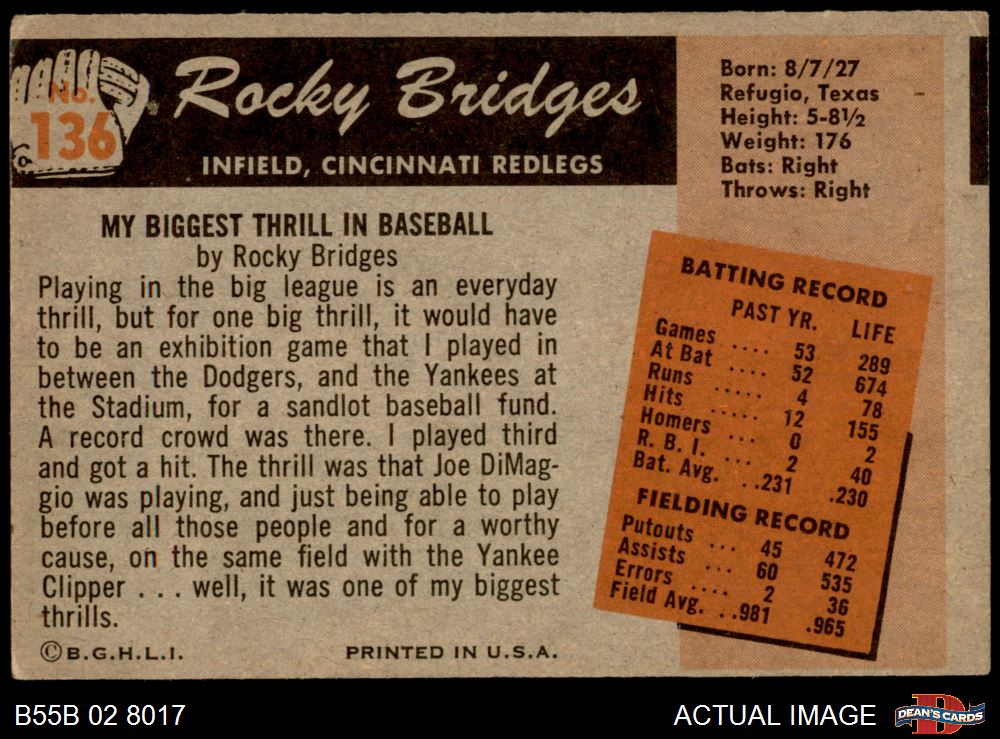 No.
136
Rocky Bridges
INFIELD, CINCINNATI REDLEGS
Born: 8/7/27
Refugio, Texas
Height: 5-8½
Weight: 176
Bats: Right
Throws: Right
MY BIGGEST THRILL IN BASEBALL
by Rocky Bridges
Playing in the big league is an everyday
thrill, but for one big thrill, it would have
to be an exhibition game that I played in
between the Dodgers, and the Yankees at
the Stadium, for a sandlot baseball fund.
A record crowd was there. I played third
and got a hit. The thrill was that Joe DiMag-
gio was playing, and just being able to play
before all those people and for a worthy
cause, on the same field with the Yankee
Clipper . . . well, it was one of my biggest
thrills.
©B.G.H.L.I. PRINTED IN U.S.A.
BATTING RECORD
PAST YR. LIFE
Games .... 53 289
At Bat .... 52 674
Runs ..... 4 78
Hits ..... 12 155
Homers ... 0 2
R. B. I. ... 2 40
Bat. Avg. ..231 .230
FIELDING RECORD
Putouts ... 45 472
Assists ... 60 535
Errors .... 2 36
Field Avg. ..981 .965
B55B 02 8017
ACTUAL IMAGE
D
DEAN'S CARDS